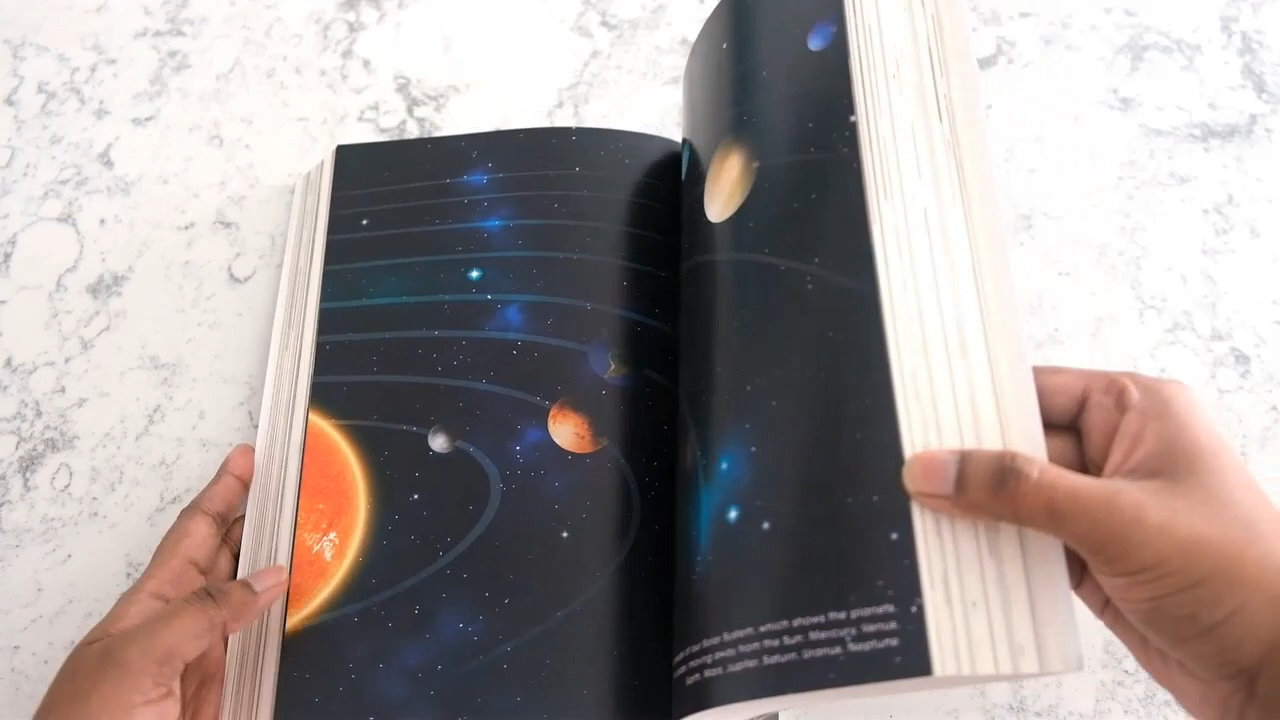 of our Solar System, which shows the planets,
moving away from the Sun: Mercury, Venus,
Earth, Mars, Jupiter, Saturn, Uranus, Neptune